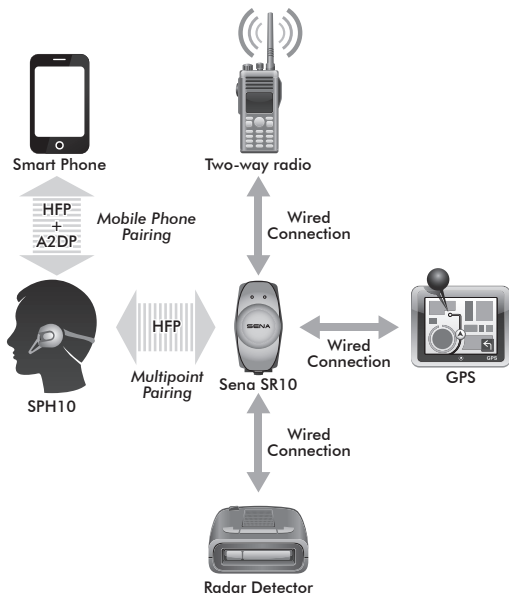 Smart Phone
Two-way radio
HFP
+
A2DP
Mobile Phone
Pairing
Wired
Connection
SENA
HFP
Multipoint
Pairing
SPH10
Sena SR10
Wired
Connection
GPS
GPS
Wired
Connection
Radar Detector